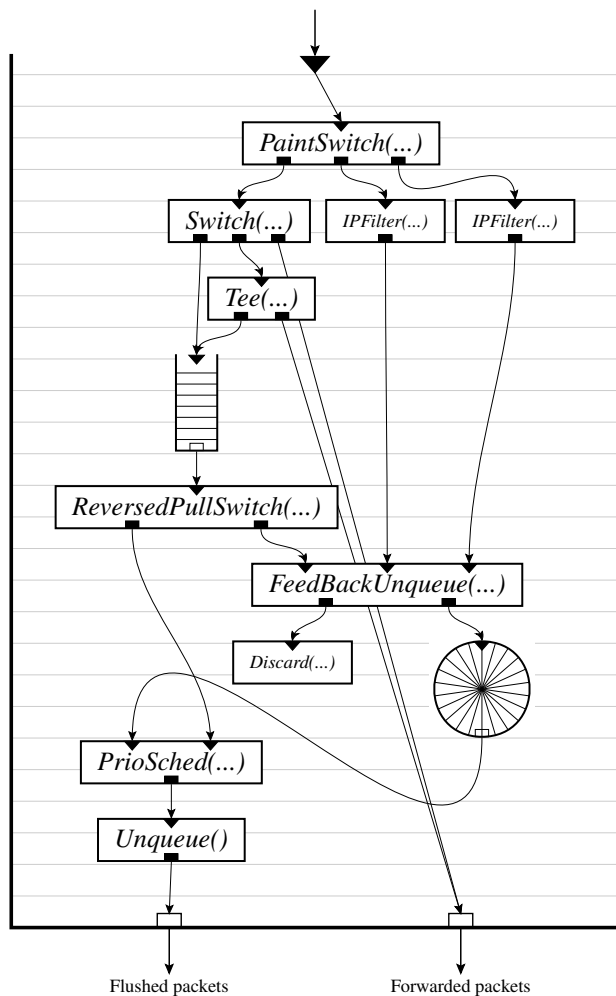 PaintSwitch(...)
Switch(...)
IPFilter(...)
IPFilter(...)
Tee(...)
ReversedPullSwitch(...)
FeedBackUnqueue(...)
Discard(...)
PrioSched(...)
Unqueue()
Flushed packets
Forwarded packets